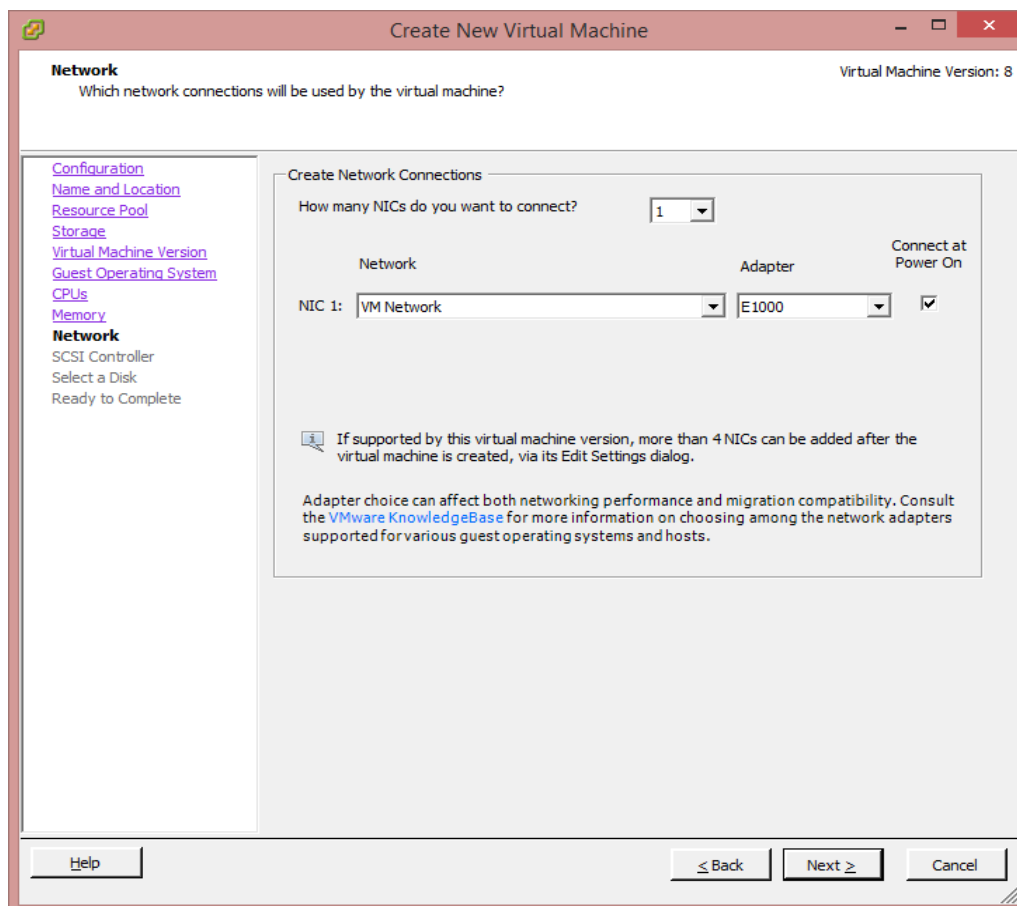 Create New Virtual Machine
Network
Virtual Machine Version: 8
Which network connections will be used by the virtual machine?
Configuration
Name and Location
Resource Pool
Storage
Virtual Machine Version
Guest Operating System
CPUs
Memory
Network
SCSI Controller
Select a Disk
Ready to Complete
Create Network Connections
How many NICs do you want to connect?
1
Network
Adapter
Connect at
Power On
NIC 1:
VM Network
E1000
If supported by this virtual machine version, more than 4 NICs can be added after the
virtual machine is created, via its Edit Settings dialog.
Adapter choice can affect both networking performance and migration compatibility. Consult
the VMware KnowledgeBase for more information on choosing among the network adapters
supported for various guest operating systems and hosts.
Help
< Back
Next >
Cancel